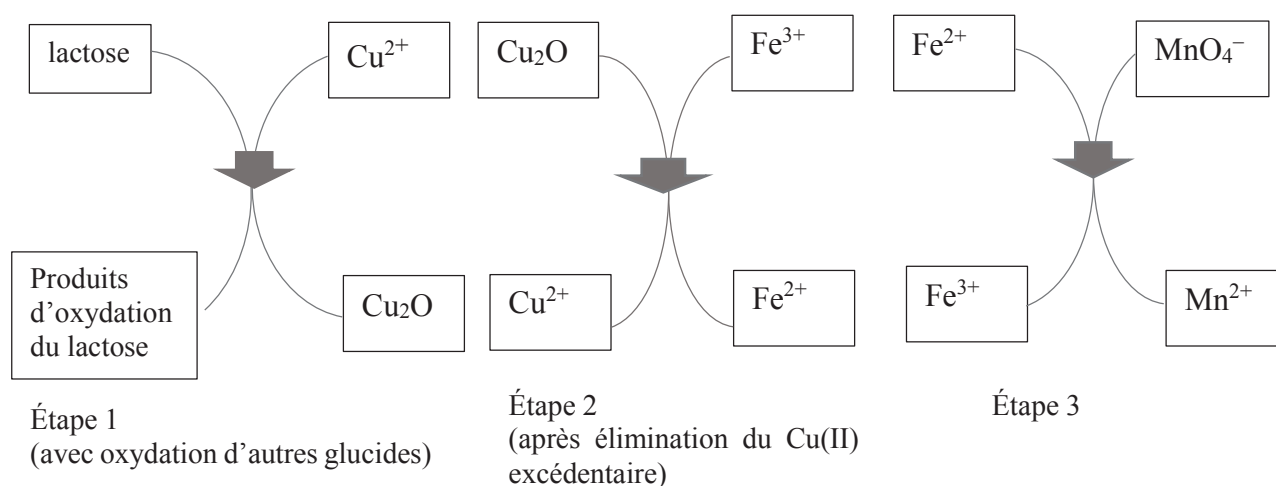 lactose
Cu²⁺
Cu₂O
Fe³⁺
Fe²⁺
MnO₄⁻
Produits
d’oxydation
du lactose
Cu₂O
Cu²⁺
Fe²⁺
Fe³⁺
Mn²⁺
Étape 1
(avec oxydation d’autres glucides)
Étape 2
(après élimination du Cu(II)
excédentaire)
Étape 3